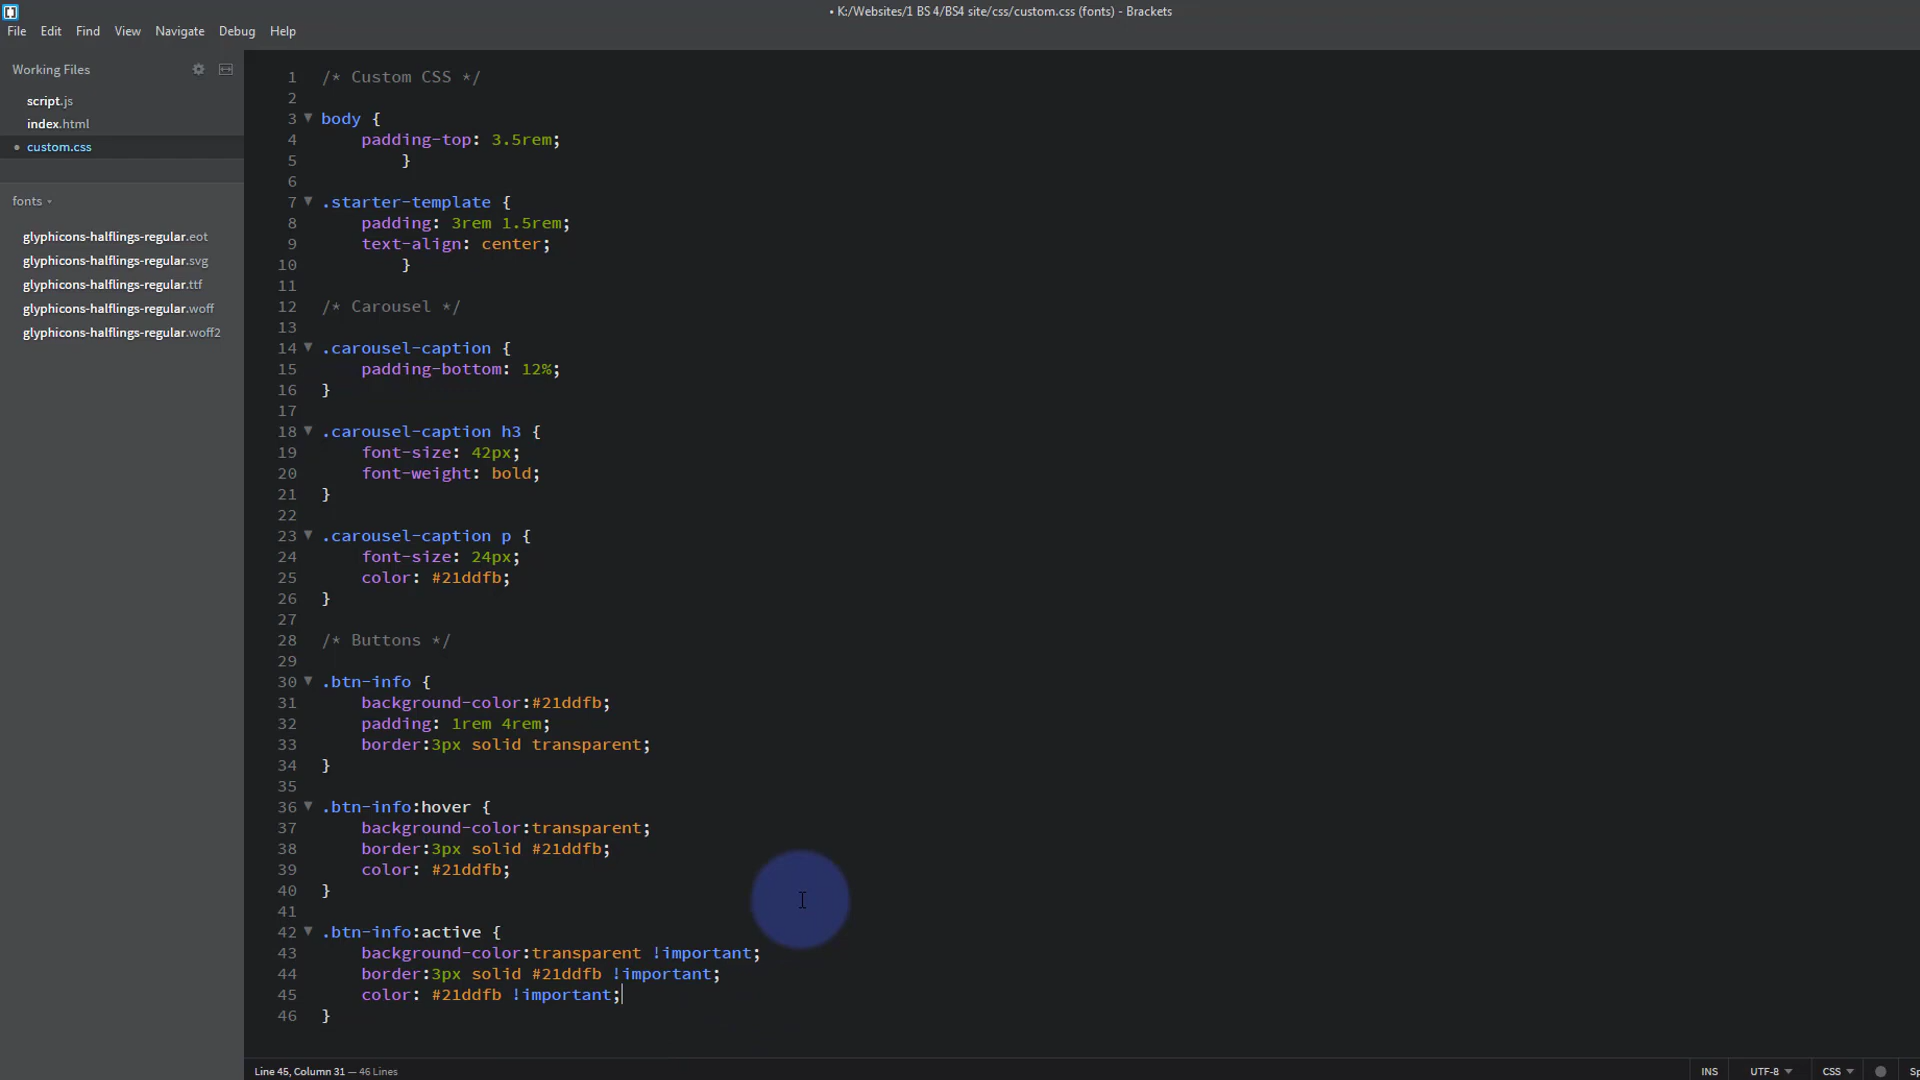 • K:/Websites/1 BS 4/BS4 site/css/custom.css (fonts) - Brackets
File Edit Find View Navigate Debug Help
Working Files
script.js
index.html
• custom.css
fonts
glyphicons-halflings-regular.eot
glyphicons-halflings-regular.svg
glyphicons-halflings-regular.ttf
glyphicons-halflings-regular.woff
glyphicons-halflings-regular.woff2
1 /* Custom CSS */
2
3 body {
4     padding-top: 3.5rem;
5         }
6
7 .starter-template {
8     padding: 3rem 1.5rem;
9     text-align: center;
10         }
11
12 /* Carousel */
13
14 .carousel-caption {
15     padding-bottom: 12%;
16 }
17
18 .carousel-caption h3 {
19     font-size: 42px;
20     font-weight: bold;
21 }
22
23 .carousel-caption p {
24     font-size: 24px;
25     color: #21ddfb;
26 }
27
28 /* Buttons */
29
30 .btn-info {
31     background-color:#21ddfb;
32     padding: 1rem 4rem;
33     border:3px solid transparent;
34 }
35
36 .btn-info:hover {
37     background-color:transparent;
38     border:3px solid #21ddfb;
39     color: #21ddfb;
40 }
41
42 .btn-info:active {
43     background-color:transparent !important;
44     border:3px solid #21ddfb !important;
45     color: #21ddfb !important;
46 }
Line 45, Column 31 — 46 Lines
INS UTF-8 CSS Sp